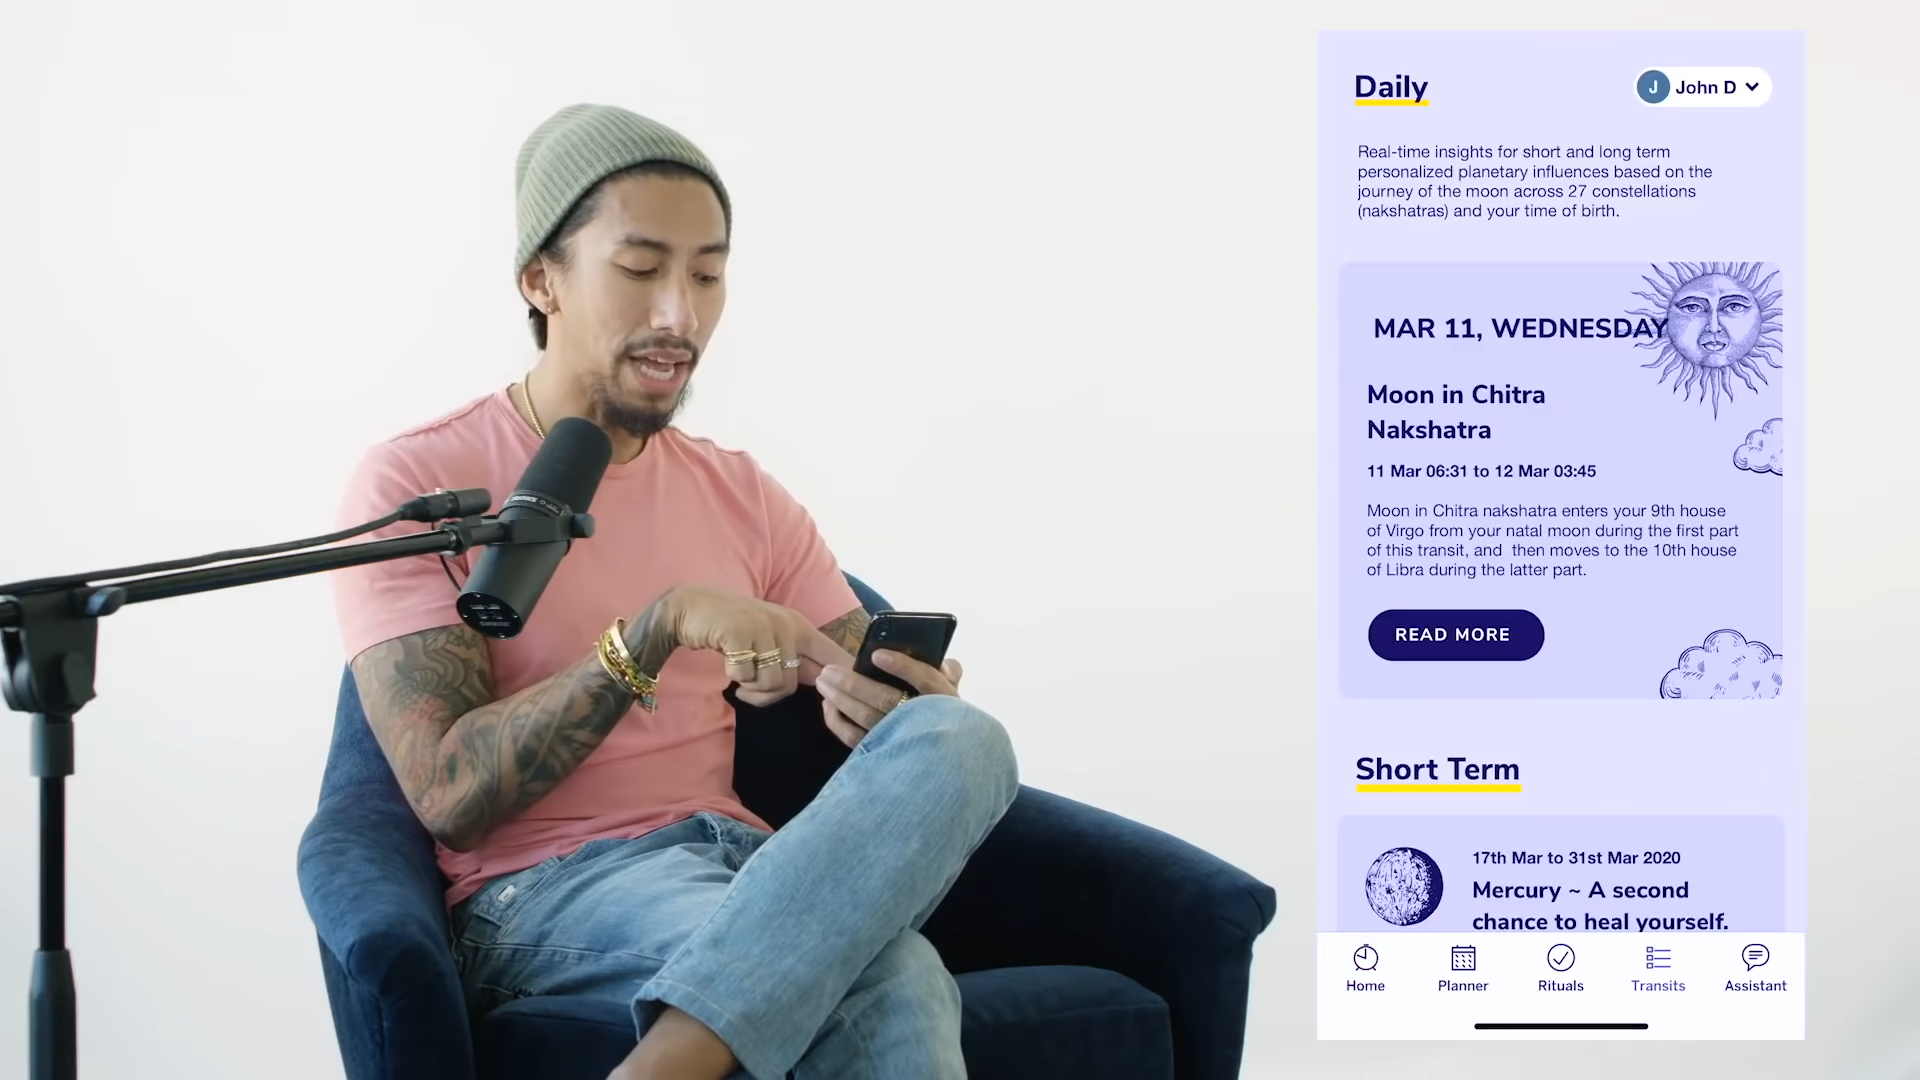 Daily
J John D
Real-time insights for short and long term
personalized planetary influences based on the
journey of the moon across 27 constellations
(nakshatras) and your time of birth.
MAR 11, WEDNESDAY
Moon in Chitra
Nakshatra
11 Mar 06:31 to 12 Mar 03:45
Moon in Chitra nakshatra enters your 9th house
of Virgo from your natal moon during the first part
of this transit, and then moves to the 10th house
of Libra during the latter part.
READ MORE
Short Term
17th Mar to 31st Mar 2020
Mercury ~ A second
chance to heal yourself.
Home
Planner
Rituals
Transits
Assistant
SHURE